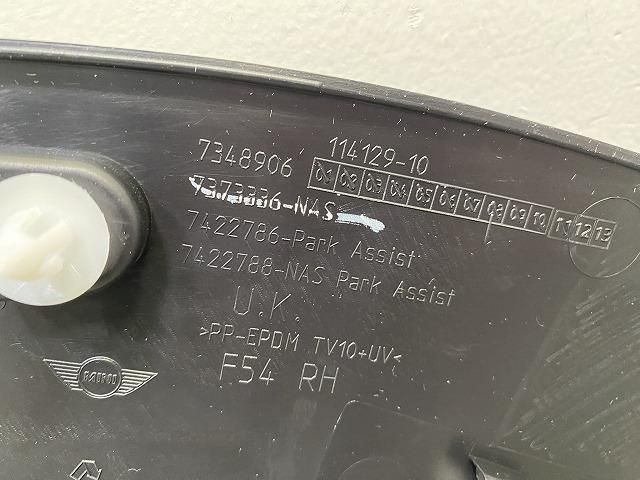 7348906 114129-10
01 02 03 04 05 06 07 08 09 10 11 12 13
7373336-NAS
7422786-Park Assist
7422788-NAS Park Assist
U.K.
>PP-EPDM TV10+UV<
F54 RH
MINI